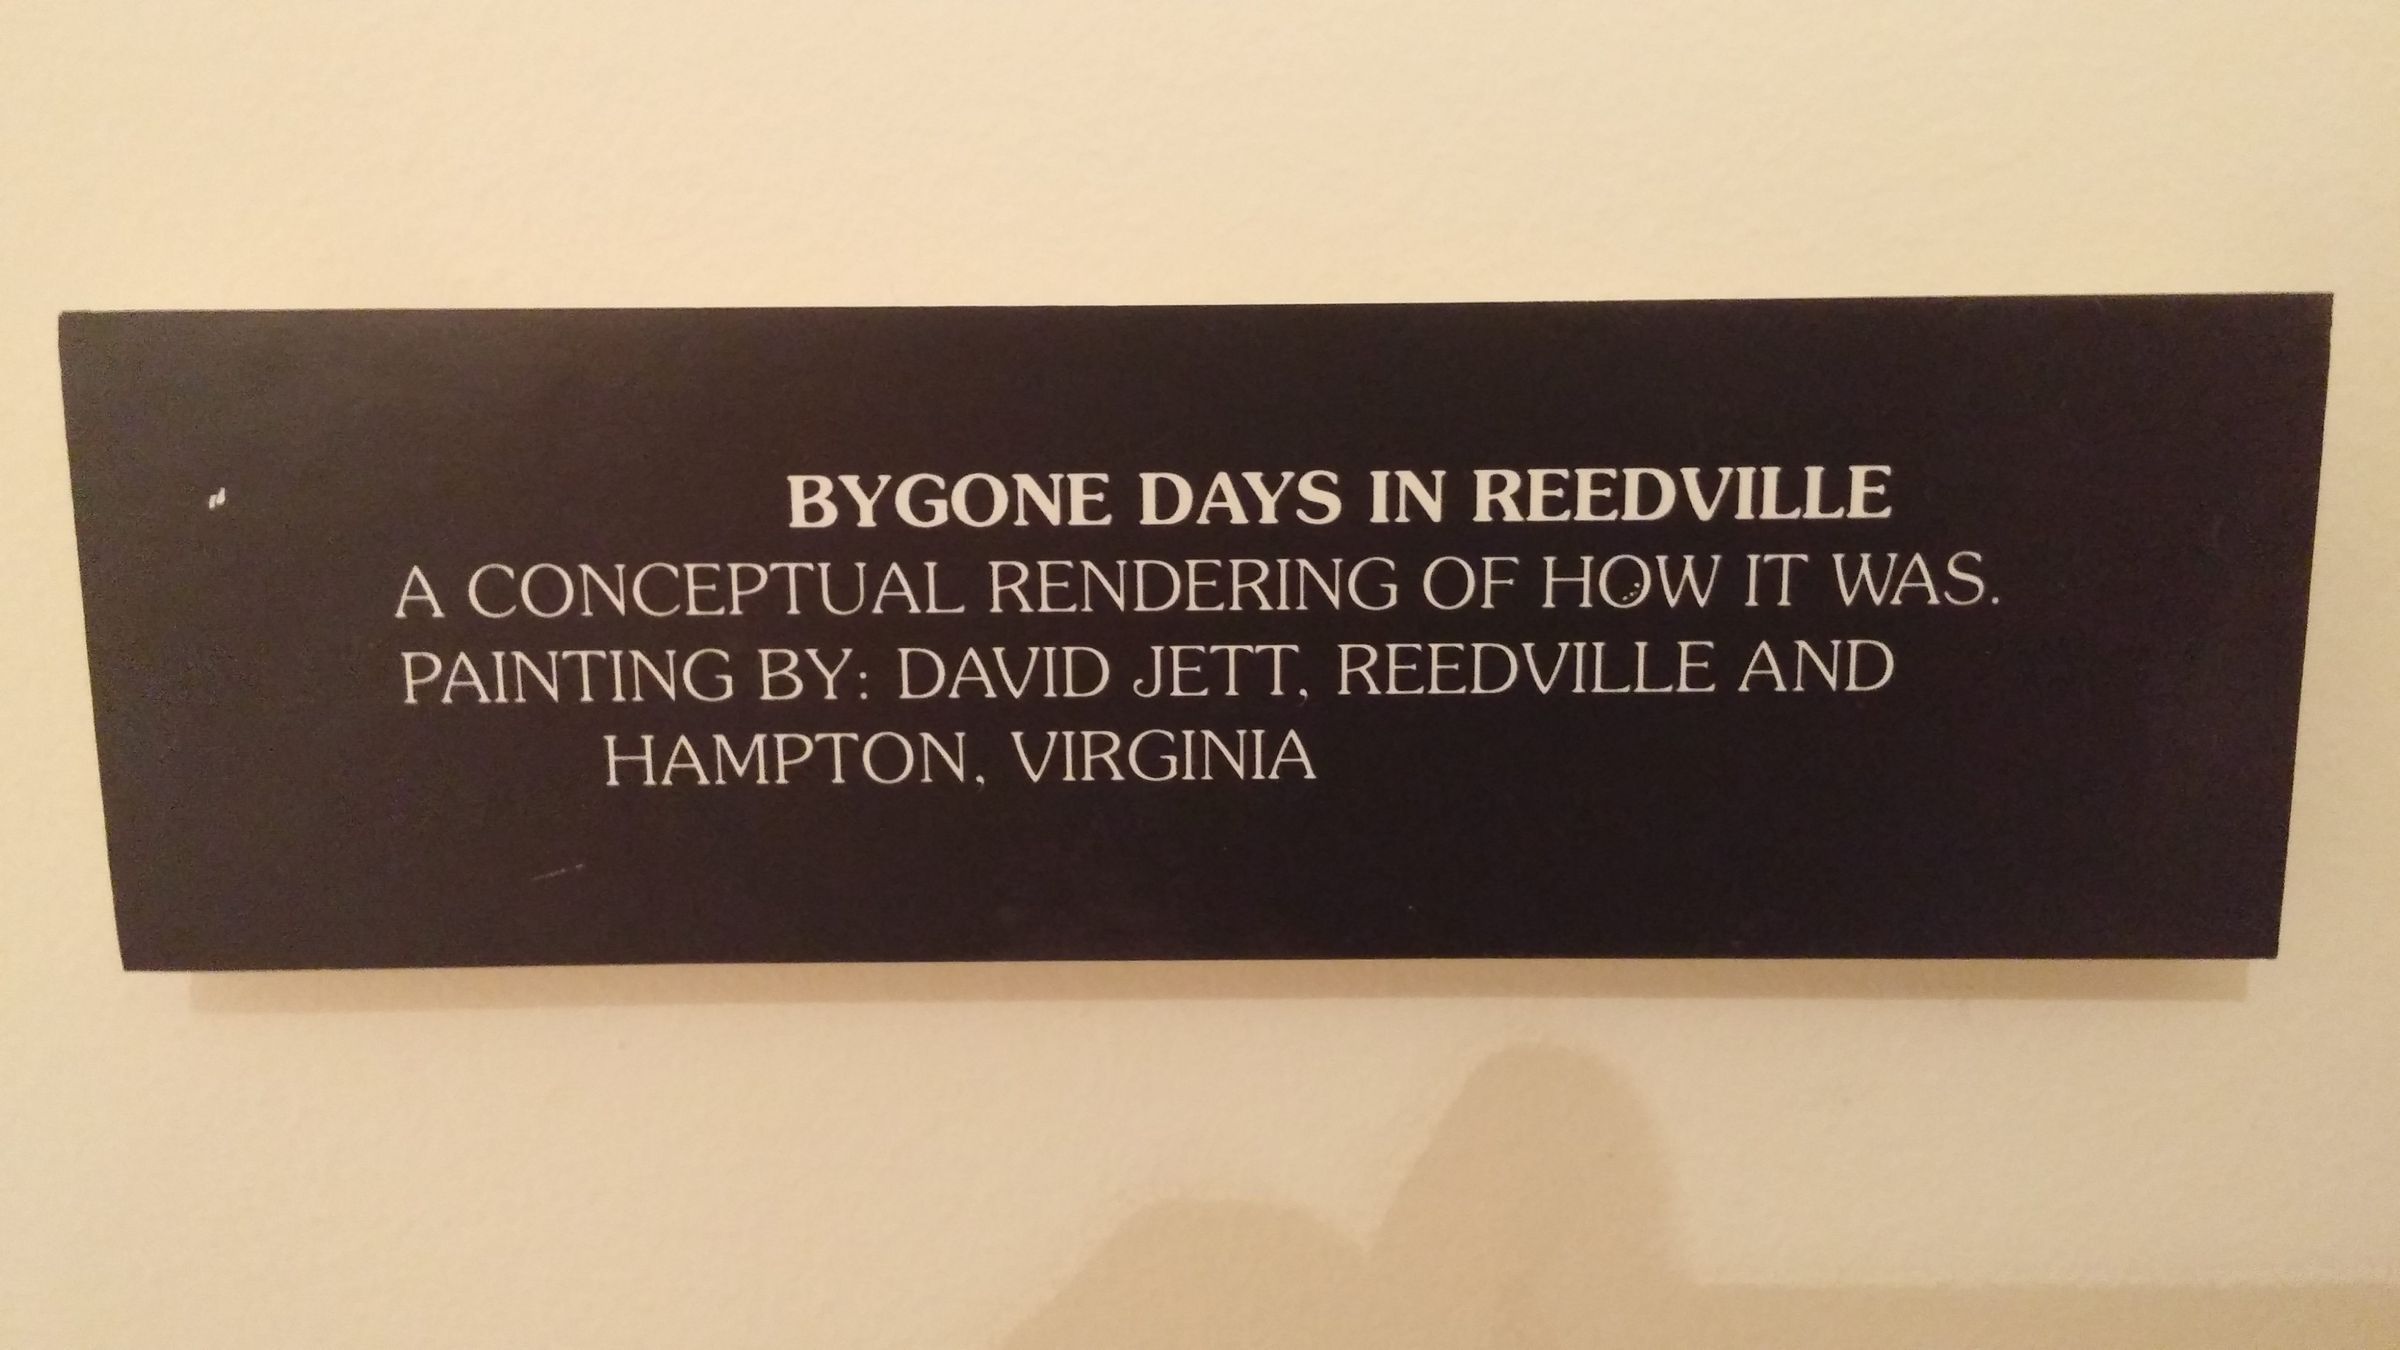 BYGONE DAYS IN REEDVILLE
A CONCEPTUAL RENDERING OF HOW IT WAS.
PAINTING BY: DAVID JETT, REEDVILLE AND
HAMPTON, VIRGINIA